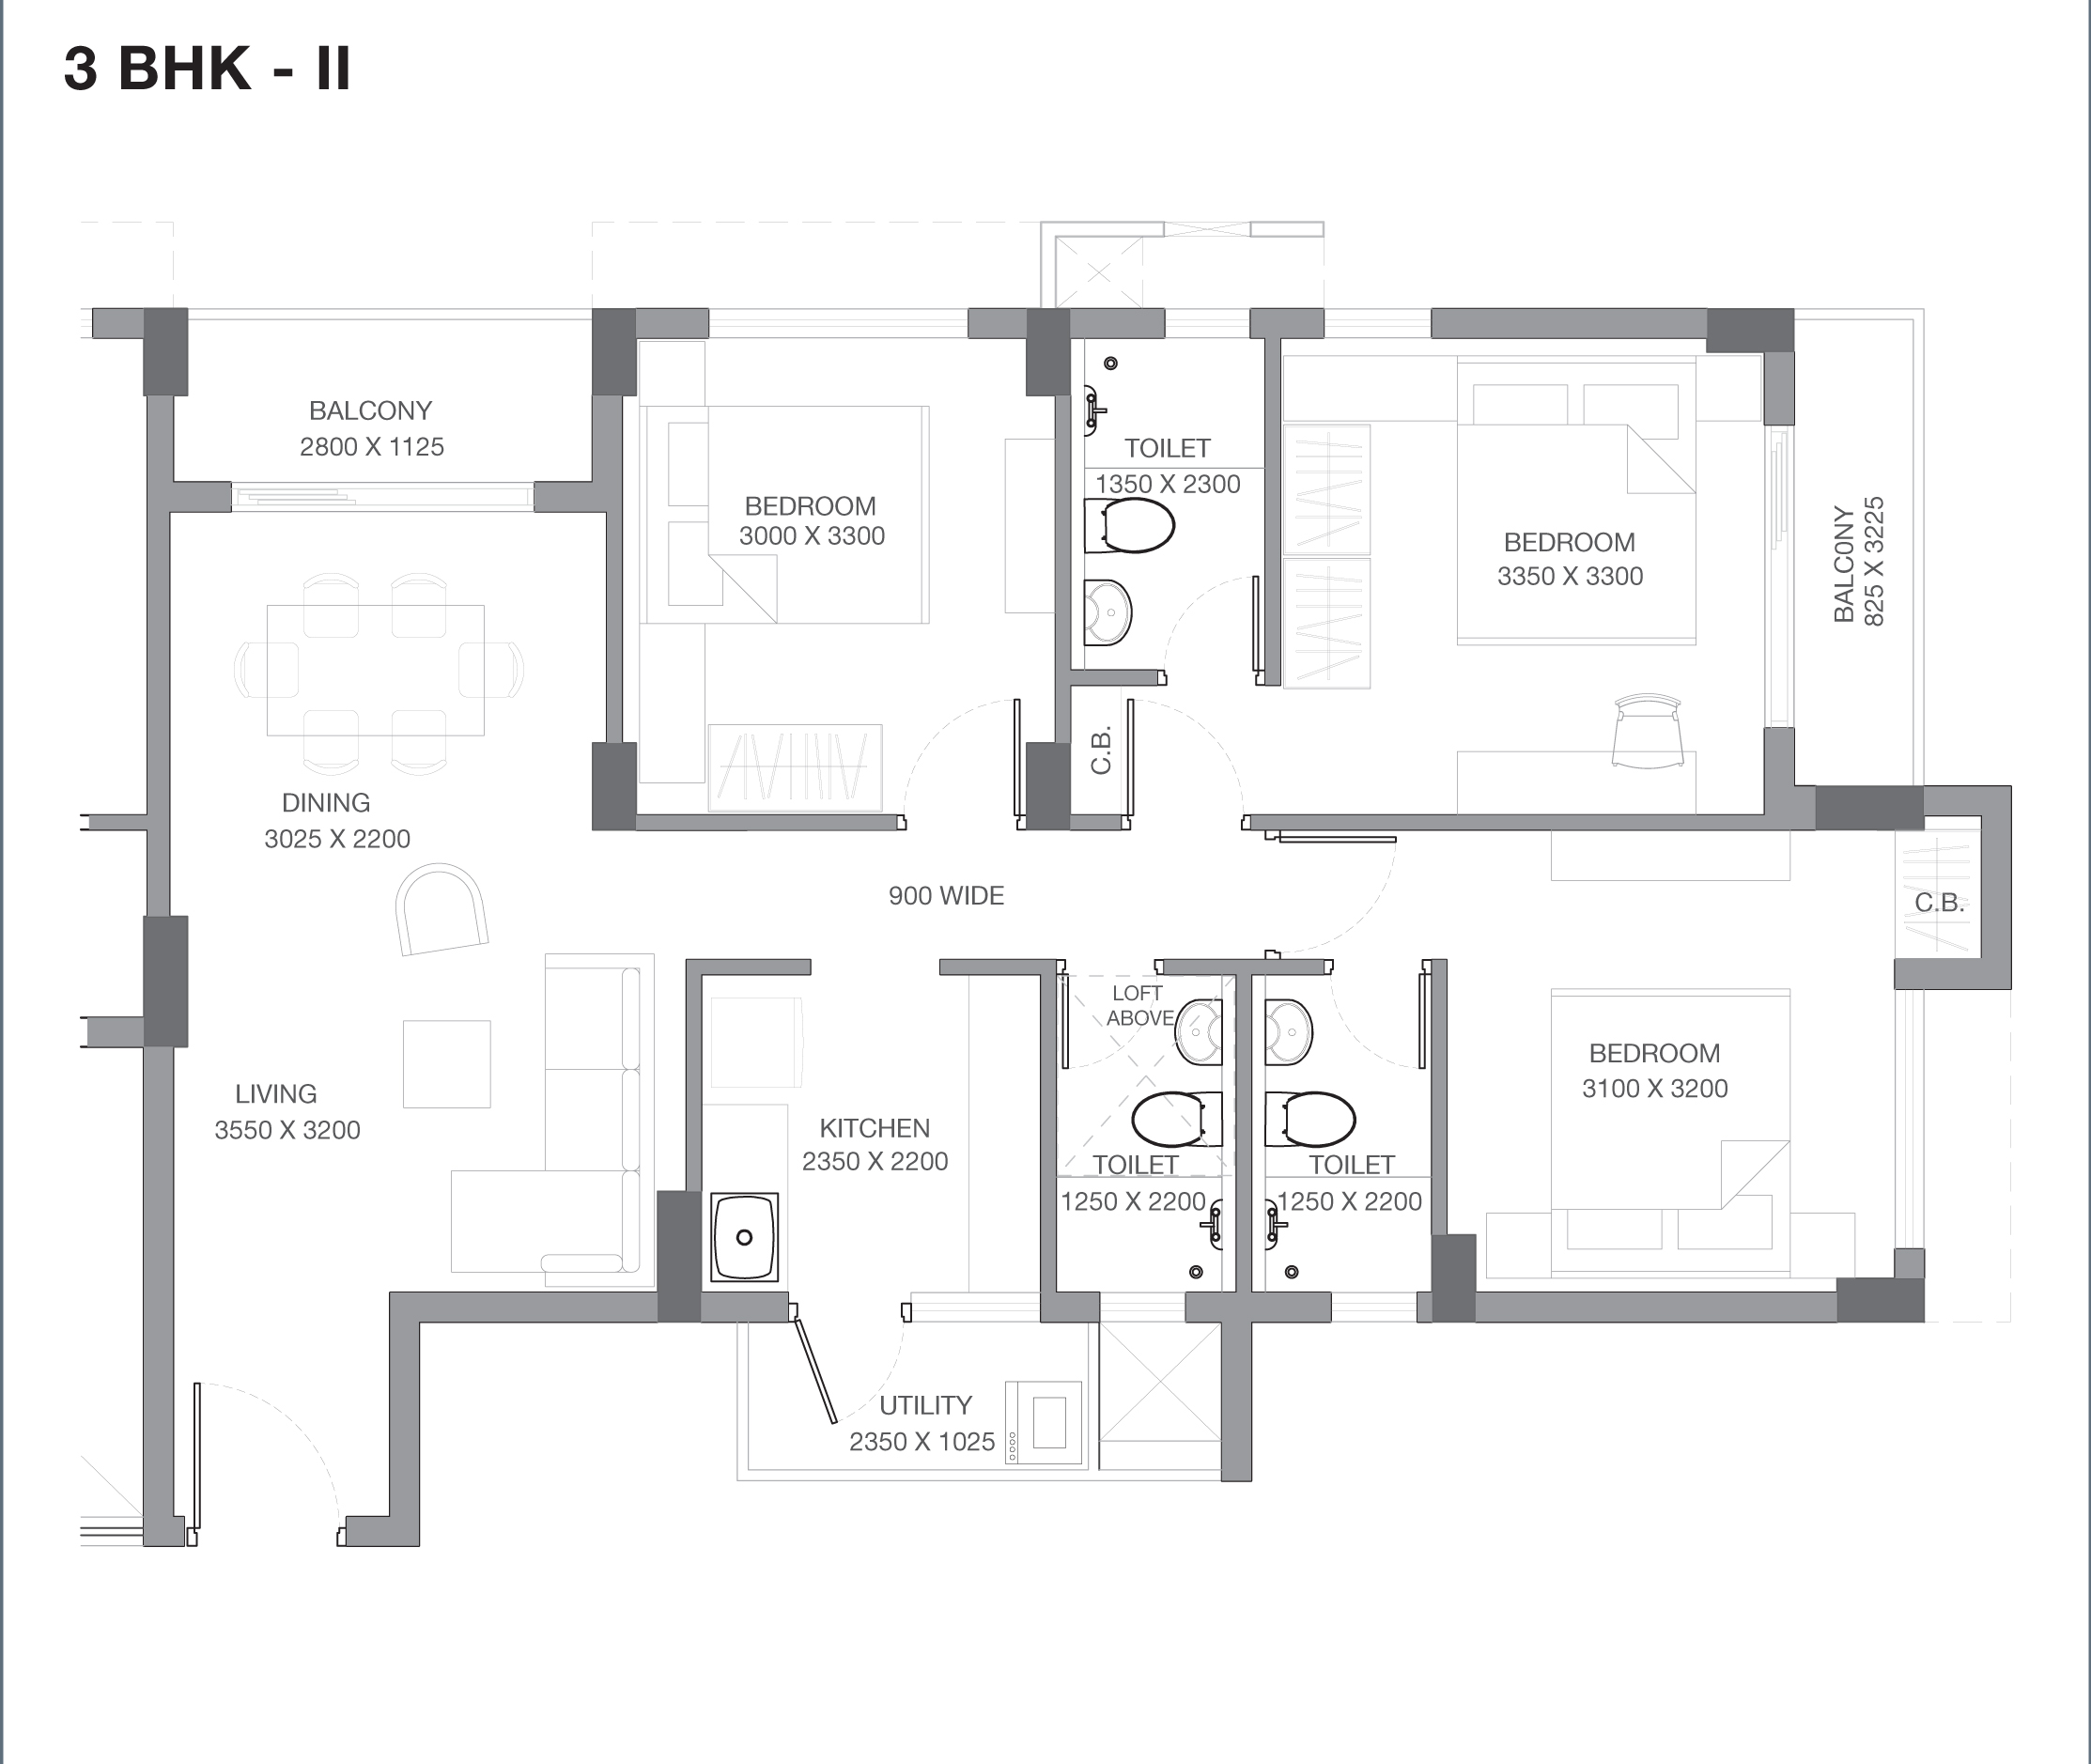 3 BHK - II
BALCONY
2800 X 1125
BEDROOM
3000 X 3300
TOILET
1350 X 2300
BEDROOM
3350 X 3300
BALCONY
825 X 3225
C.B.
DINING
3025 X 2200
900 WIDE
C.B.
LOFT
ABOVE
LIVING
3550 X 3200
KITCHEN
2350 X 2200
TOILET
1250 X 2200
TOILET
1250 X 2200
BEDROOM
3100 X 3200
UTILITY
2350 X 1025